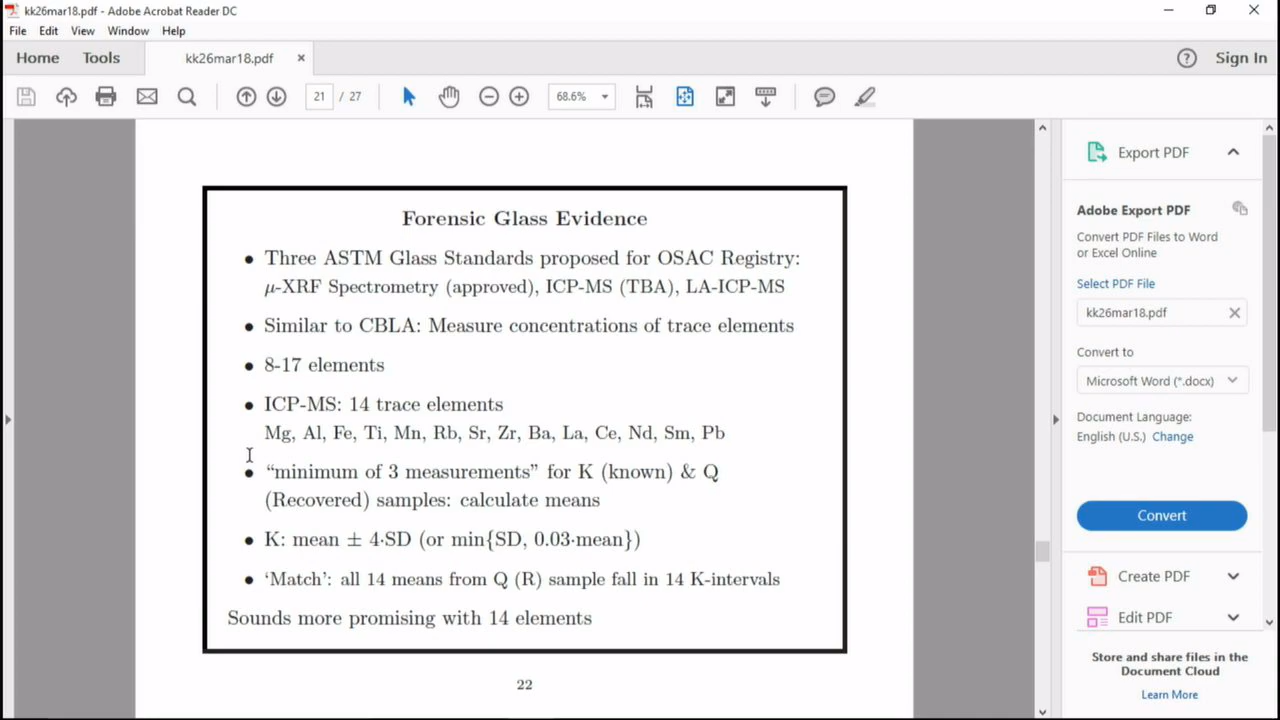 kk26mar18.pdf - Adobe Acrobat Reader DC
File Edit View Window Help
Home Tools kk26mar18.pdf × Sign In
21 / 27 68.6%
Forensic Glass Evidence
• Three ASTM Glass Standards proposed for OSAC Registry:
μ-XRF Spectrometry (approved), ICP-MS (TBA), LA-ICP-MS
• Similar to CBLA: Measure concentrations of trace elements
• 8-17 elements
• ICP-MS: 14 trace elements
Mg, Al, Fe, Ti, Mn, Rb, Sr, Zr, Ba, La, Ce, Nd, Sm, Pb
• “minimum of 3 measurements” for K (known) & Q
(Recovered) samples: calculate means
• K: mean ± 4·SD (or min{SD, 0.03·mean})
• ‘Match’: all 14 means from Q (R) sample fall in 14 K-intervals
Sounds more promising with 14 elements
22
Export PDF
Adobe Export PDF
Convert PDF Files to Word
or Excel Online
Select PDF File
kk26mar18.pdf
Convert to
Microsoft Word (*.docx)
Document Language:
English (U.S.) Change
Convert
Create PDF
Edit PDF
Store and share files in the
Document Cloud
Learn More